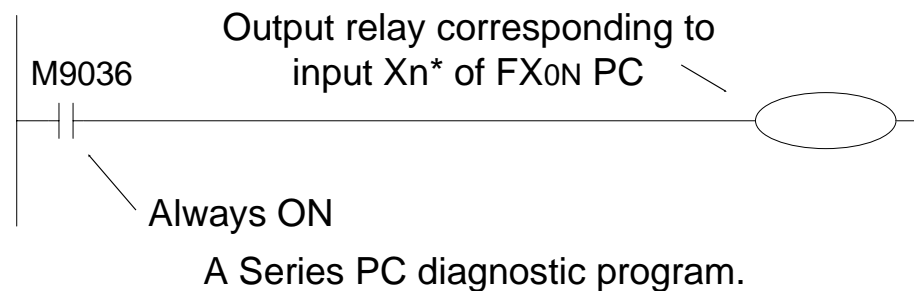 Output relay corresponding to
input Xn* of FX0N PC
M9036
Always ON
A Series PC diagnostic program.